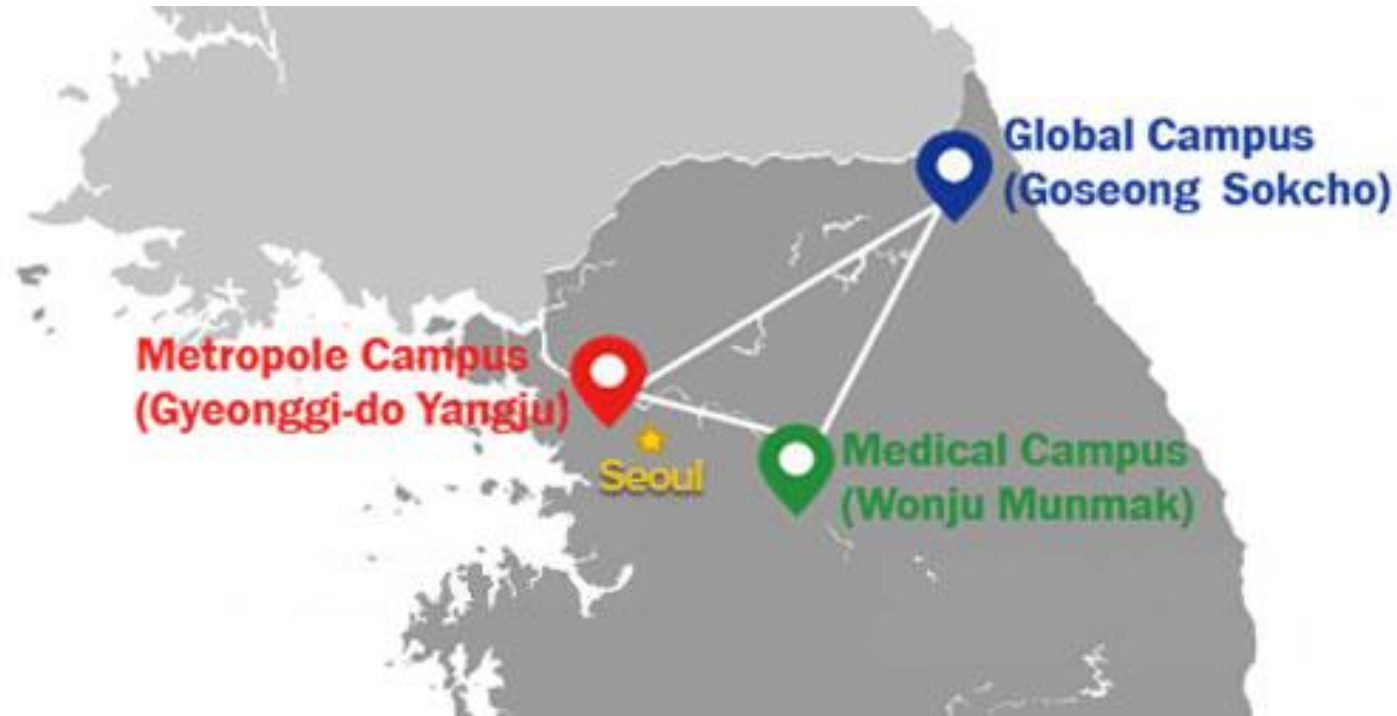 Global Campus
(Goseong Sokcho)
Metropole Campus
(Gyeonggi-do Yangju)
Seoul
Medical Campus
(Wonju Munmak)